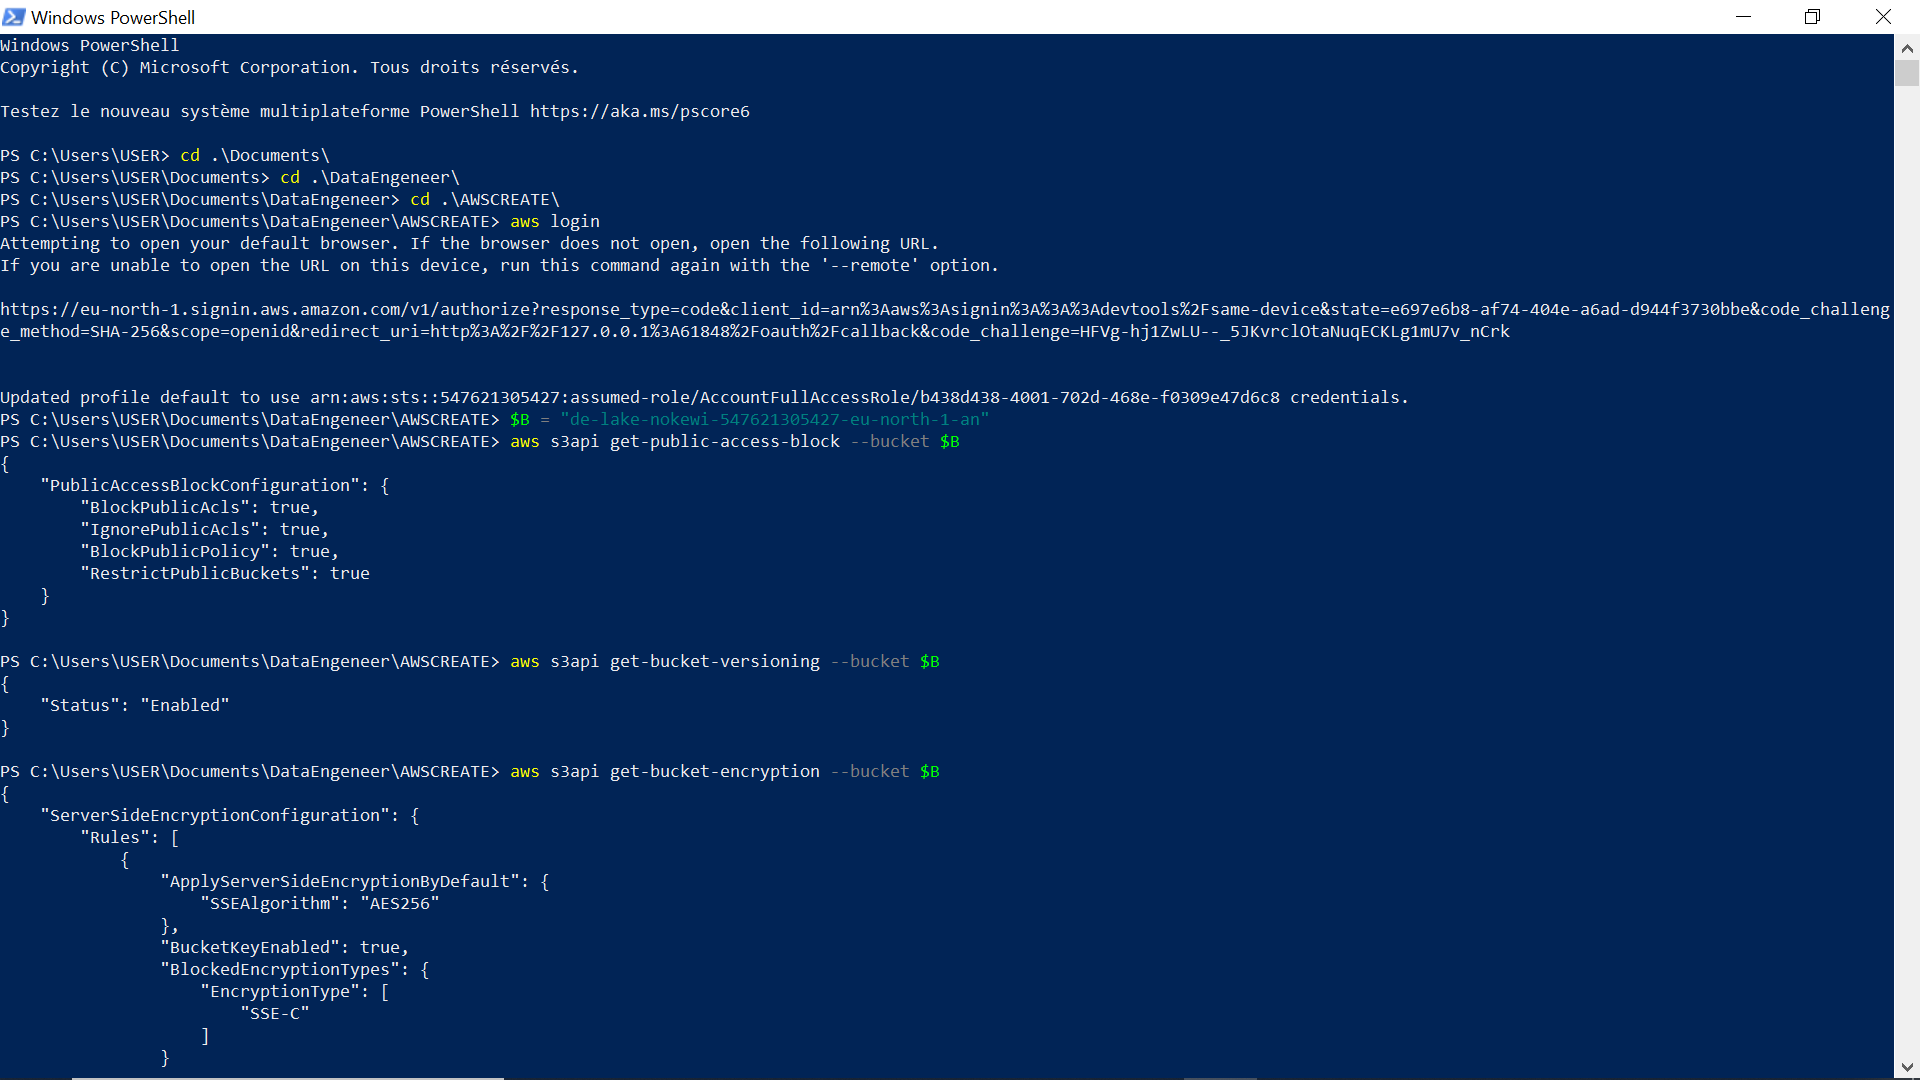 Windows PowerShell
Windows PowerShell
Copyright (C) Microsoft Corporation. Tous droits réservés.
Testez le nouveau système multiplateforme PowerShell https://aka.ms/pscore6
PS C:\Users\USER> cd .\Documents\
PS C:\Users\USER\Documents> cd .\DataEngeneer\
PS C:\Users\USER\Documents\DataEngeneer> cd .\AWSCREATE\
PS C:\Users\USER\Documents\DataEngeneer\AWSCREATE> aws login
Attempting to open your default browser. If the browser does not open, open the following URL.
If you are unable to open the URL on this device, run this command again with the '--remote' option.
https://eu-north-1.signin.aws.amazon.com/v1/authorize?response_type=code&client_id=arn%3Aaws%3Asignin%3A%3A%3Adevtools%2Fsame-device&state=e697e6b8-af74-404e-a6ad-d944f3730bbe&code_challeng
e_method=SHA-256&scope=openid&redirect_uri=http%3A%2F%2F127.0.0.1%3A61848%2Foauth%2Fcallback&code_challenge=HFVg-hj1ZwLU--_5JKvrclOtaNuqECKLg1mU7v_nCrk
Updated profile default to use arn:aws:sts::547621305427:assumed-role/AccountFullAccessRole/b438d438-4001-702d-468e-f0309e47d6c8 credentials.
PS C:\Users\USER\Documents\DataEngeneer\AWSCREATE> $B = "de-lake-nokewi-547621305427-eu-north-1-an"
PS C:\Users\USER\Documents\DataEngeneer\AWSCREATE> aws s3api get-public-access-block --bucket $B
{
    "PublicAccessBlockConfiguration": {
        "BlockPublicAcls": true,
        "IgnorePublicAcls": true,
        "BlockPublicPolicy": true,
        "RestrictPublicBuckets": true
    }
}
PS C:\Users\USER\Documents\DataEngeneer\AWSCREATE> aws s3api get-bucket-versioning --bucket $B
{
    "Status": "Enabled"
}
PS C:\Users\USER\Documents\DataEngeneer\AWSCREATE> aws s3api get-bucket-encryption --bucket $B
{
    "ServerSideEncryptionConfiguration": {
        "Rules": [
            {
                "ApplyServerSideEncryptionByDefault": {
                    "SSEAlgorithm": "AES256"
                },
                "BucketKeyEnabled": true,
                "BlockedEncryptionTypes": {
                    "EncryptionType": [
                        "SSE-C"
                    ]
                }